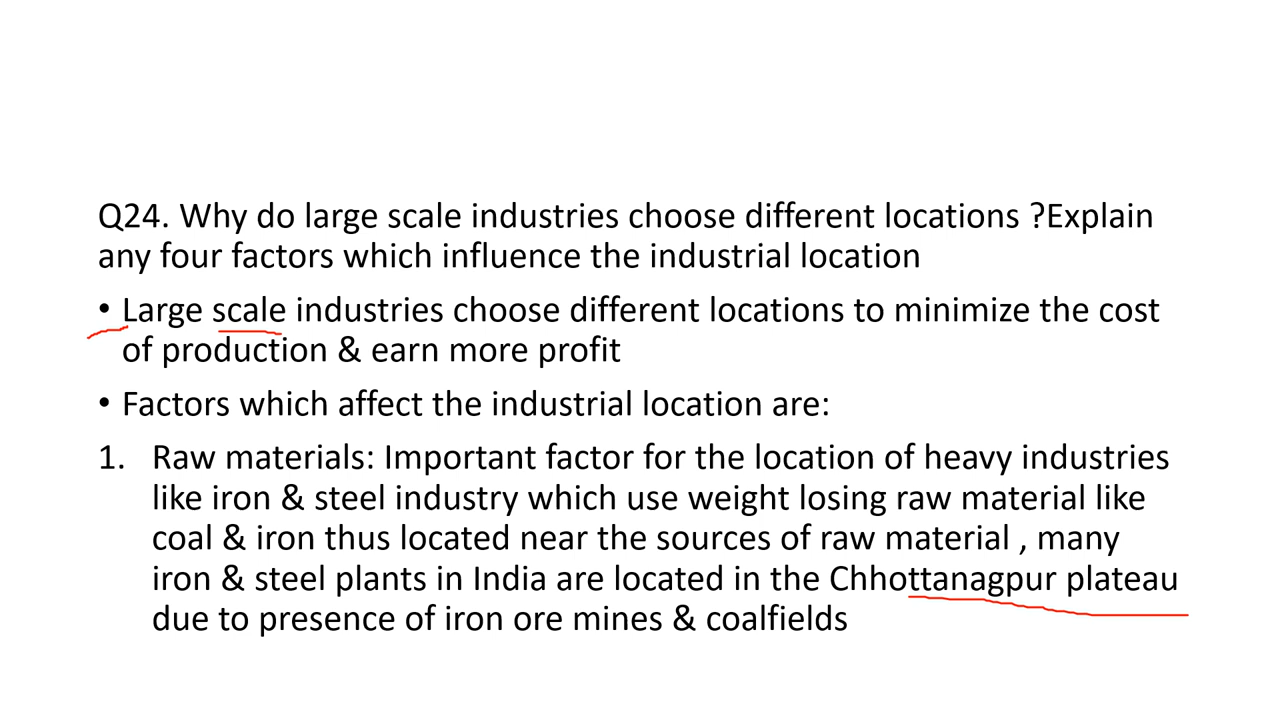 Q24. Why do large scale industries choose different locations ?Explain
any four factors which influence the industrial location
• Large scale industries choose different locations to minimize the cost
of production & earn more profit
• Factors which affect the industrial location are:
1. Raw materials: Important factor for the location of heavy industries
like iron & steel industry which use weight losing raw material like
coal & iron thus located near the sources of raw material , many
iron & steel plants in India are located in the Chhottanagpur plateau
due to presence of iron ore mines & coalfields